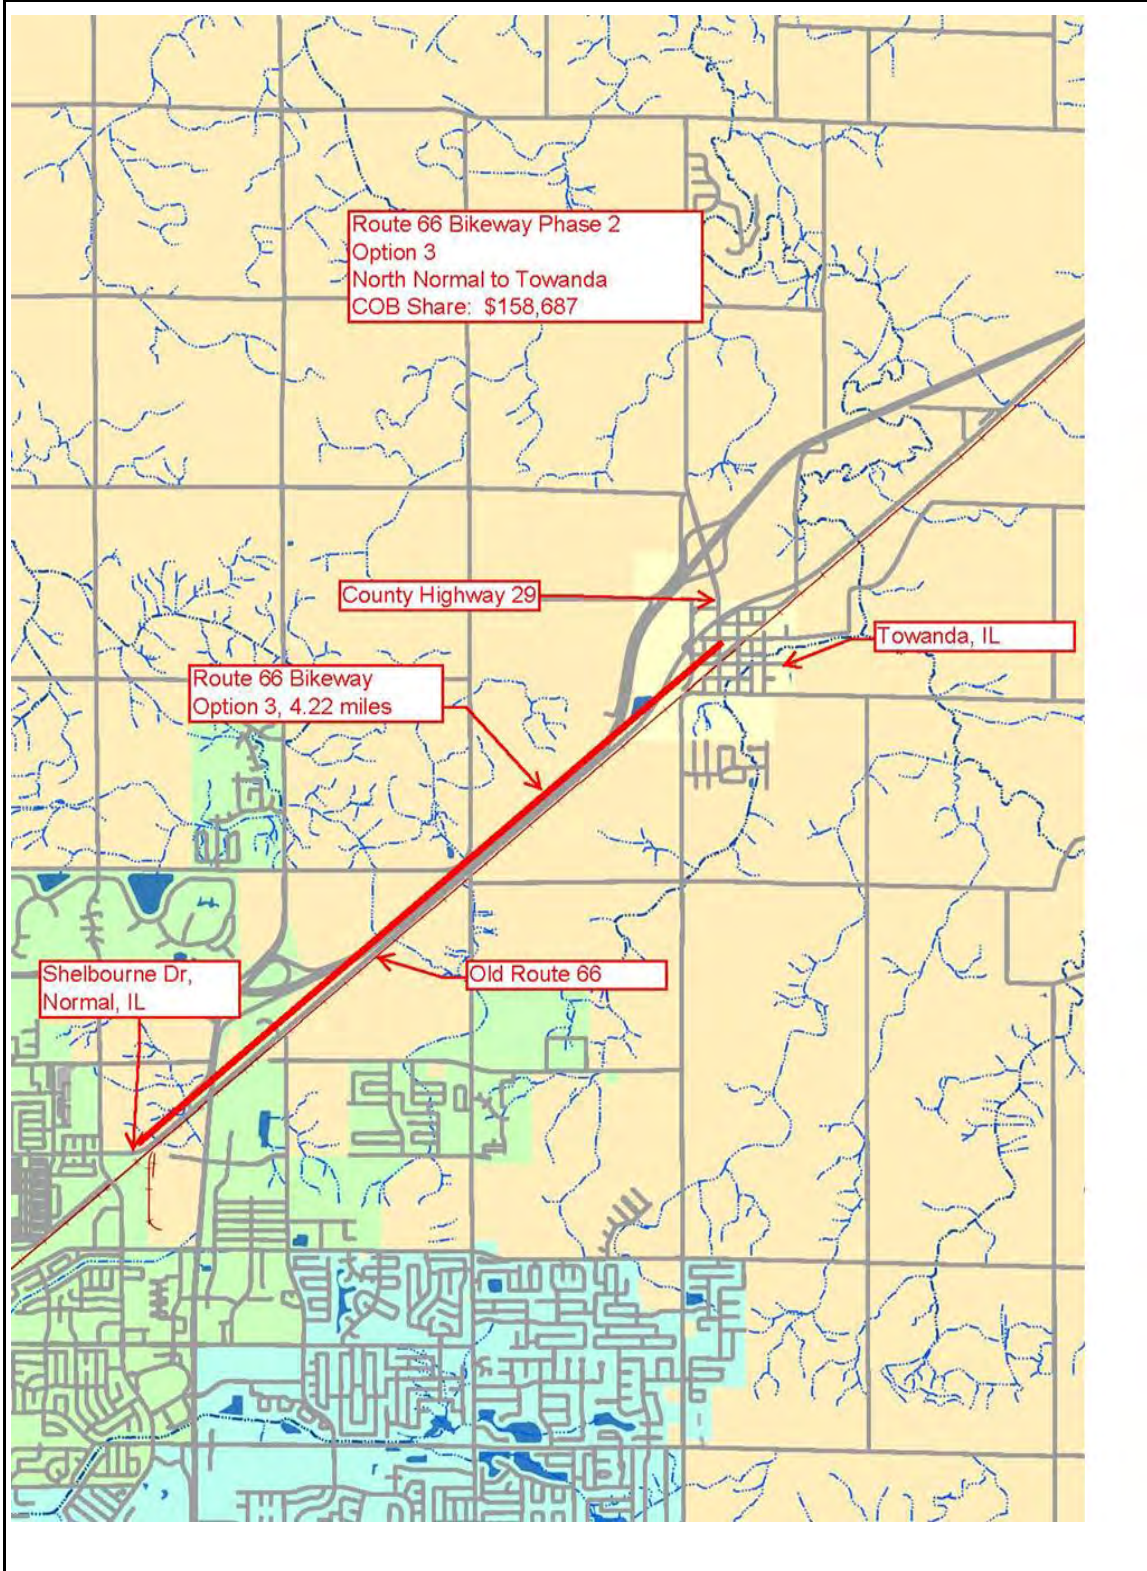 Route 66 Bikeway Phase 2
Option 3
North Normal to Towanda
COB Share: $158,687
County Highway 29
Towanda, IL
Route 66 Bikeway
Option 3, 4.22 miles
Shelbourne Dr,
Normal, IL
Old Route 66